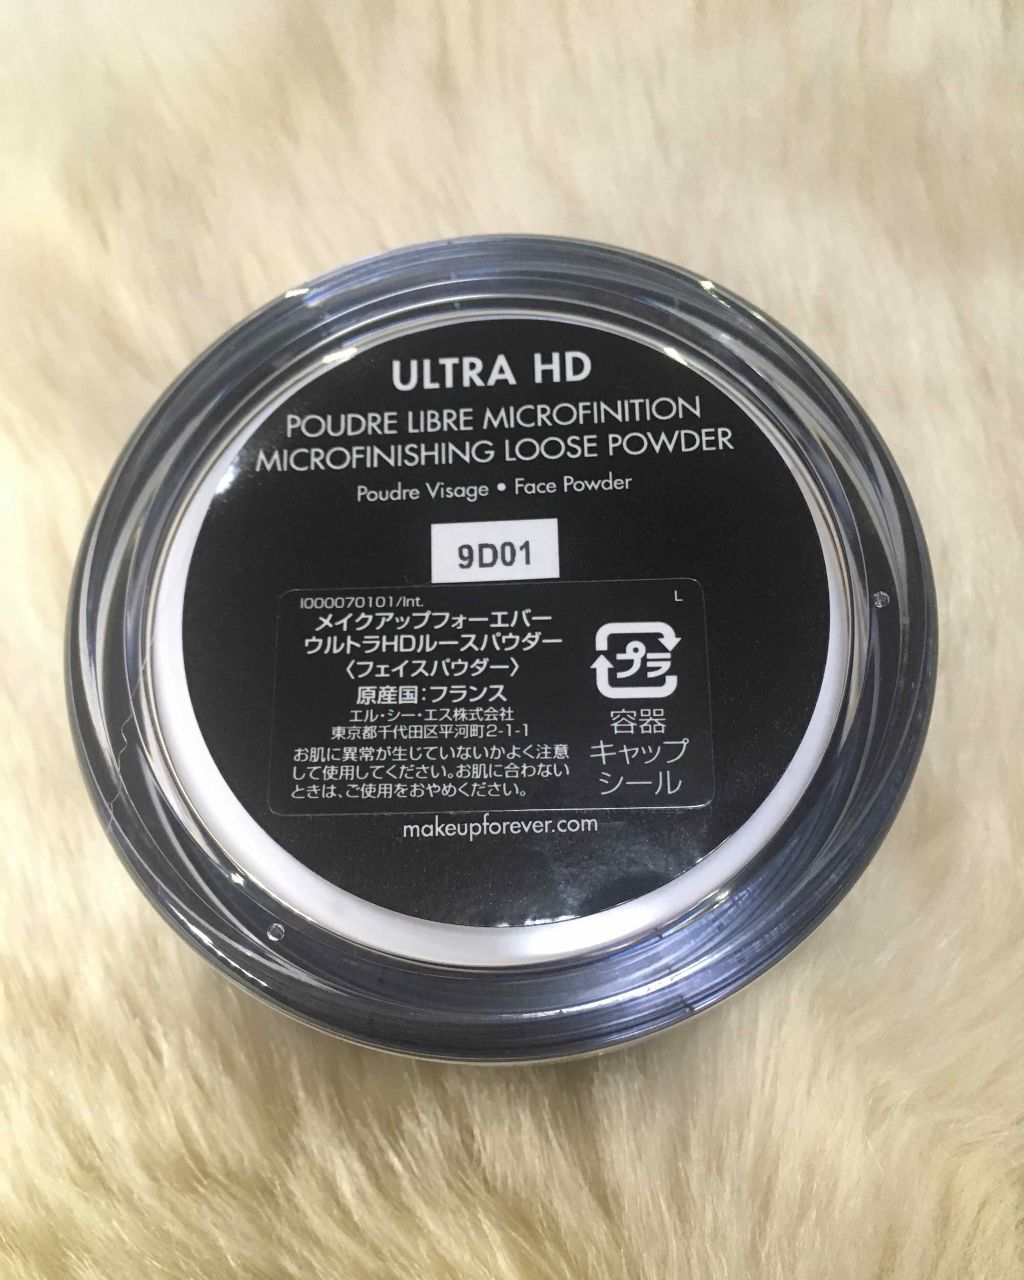 ULTRA HD
POUDRE LIBRE MICROFINITION
MICROFINISHING LOOSE POWDER
Poudre Visage • Face Powder
9D01
I000070101/Int.
L
メイクアップフォーエバー
ウルトラHDルースパウダー
〈フェイスパウダー〉
原産国：フランス
エル・シー・エス株式会社
東京都千代田区平河町2-1-1
お肌に異常が生じていないかよく注意
して使用してください。お肌に合わない
ときは、ご使用をおやめください。
プラ
容器
キャップ
シール
makeupforever.com